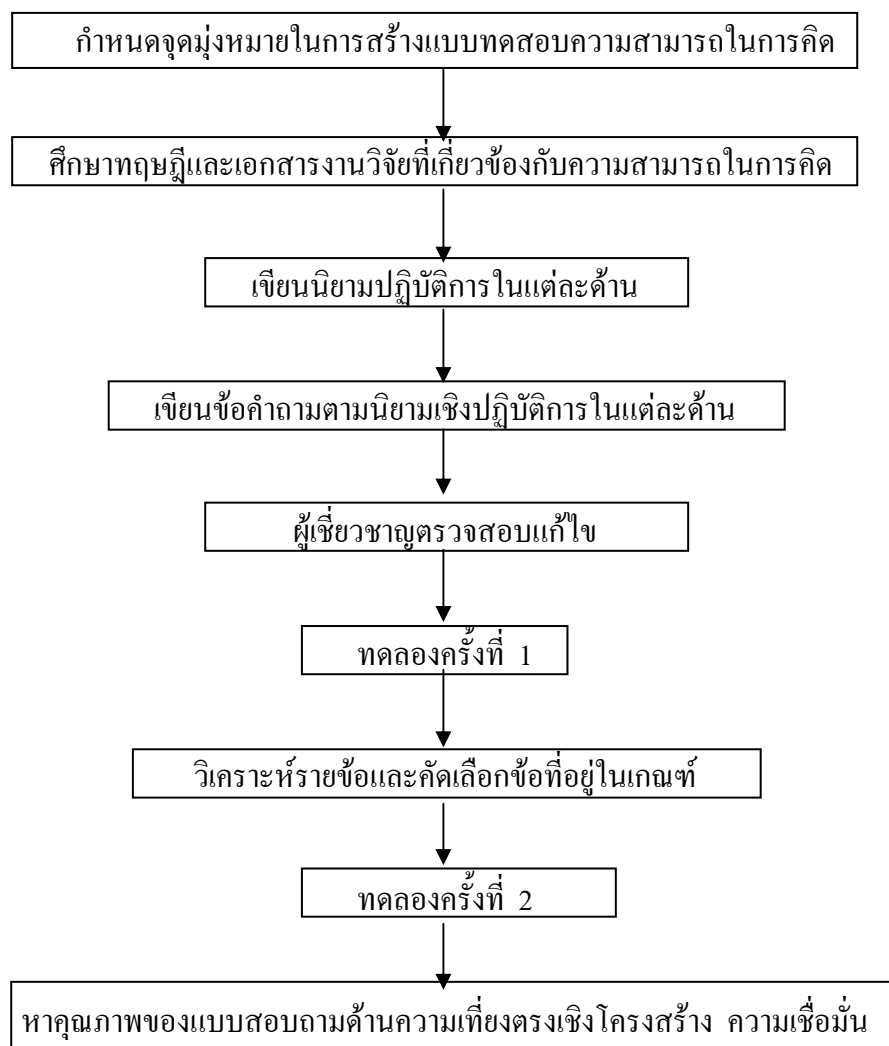 กำหนดจุดมุ่งหมายในการสร้างแบบทดสอบความสามารถในการคิด
ศึกษาทฤษฎีและเอกสารงานวิจัยที่เกี่ยวข้องกับความสามารถในการคิด
เขียนนิยามปฏิบัติการในแต่ละด้าน
เขียนข้อคำถามตามนิยามเชิงปฏิบัติการในแต่ละด้าน
ผู้เชี่ยวชาญตรวจสอบแก้ไข
ทดลองครั้งที่ 1
วิเคราะห์รายข้อและคัดเลือกข้อที่อยู่ในเกณฑ์
ทดลองครั้งที่ 2
หาคุณภาพของแบบสอบถามด้านความเที่ยงตรงเชิงโครงสร้าง ความเชื่อมั่น